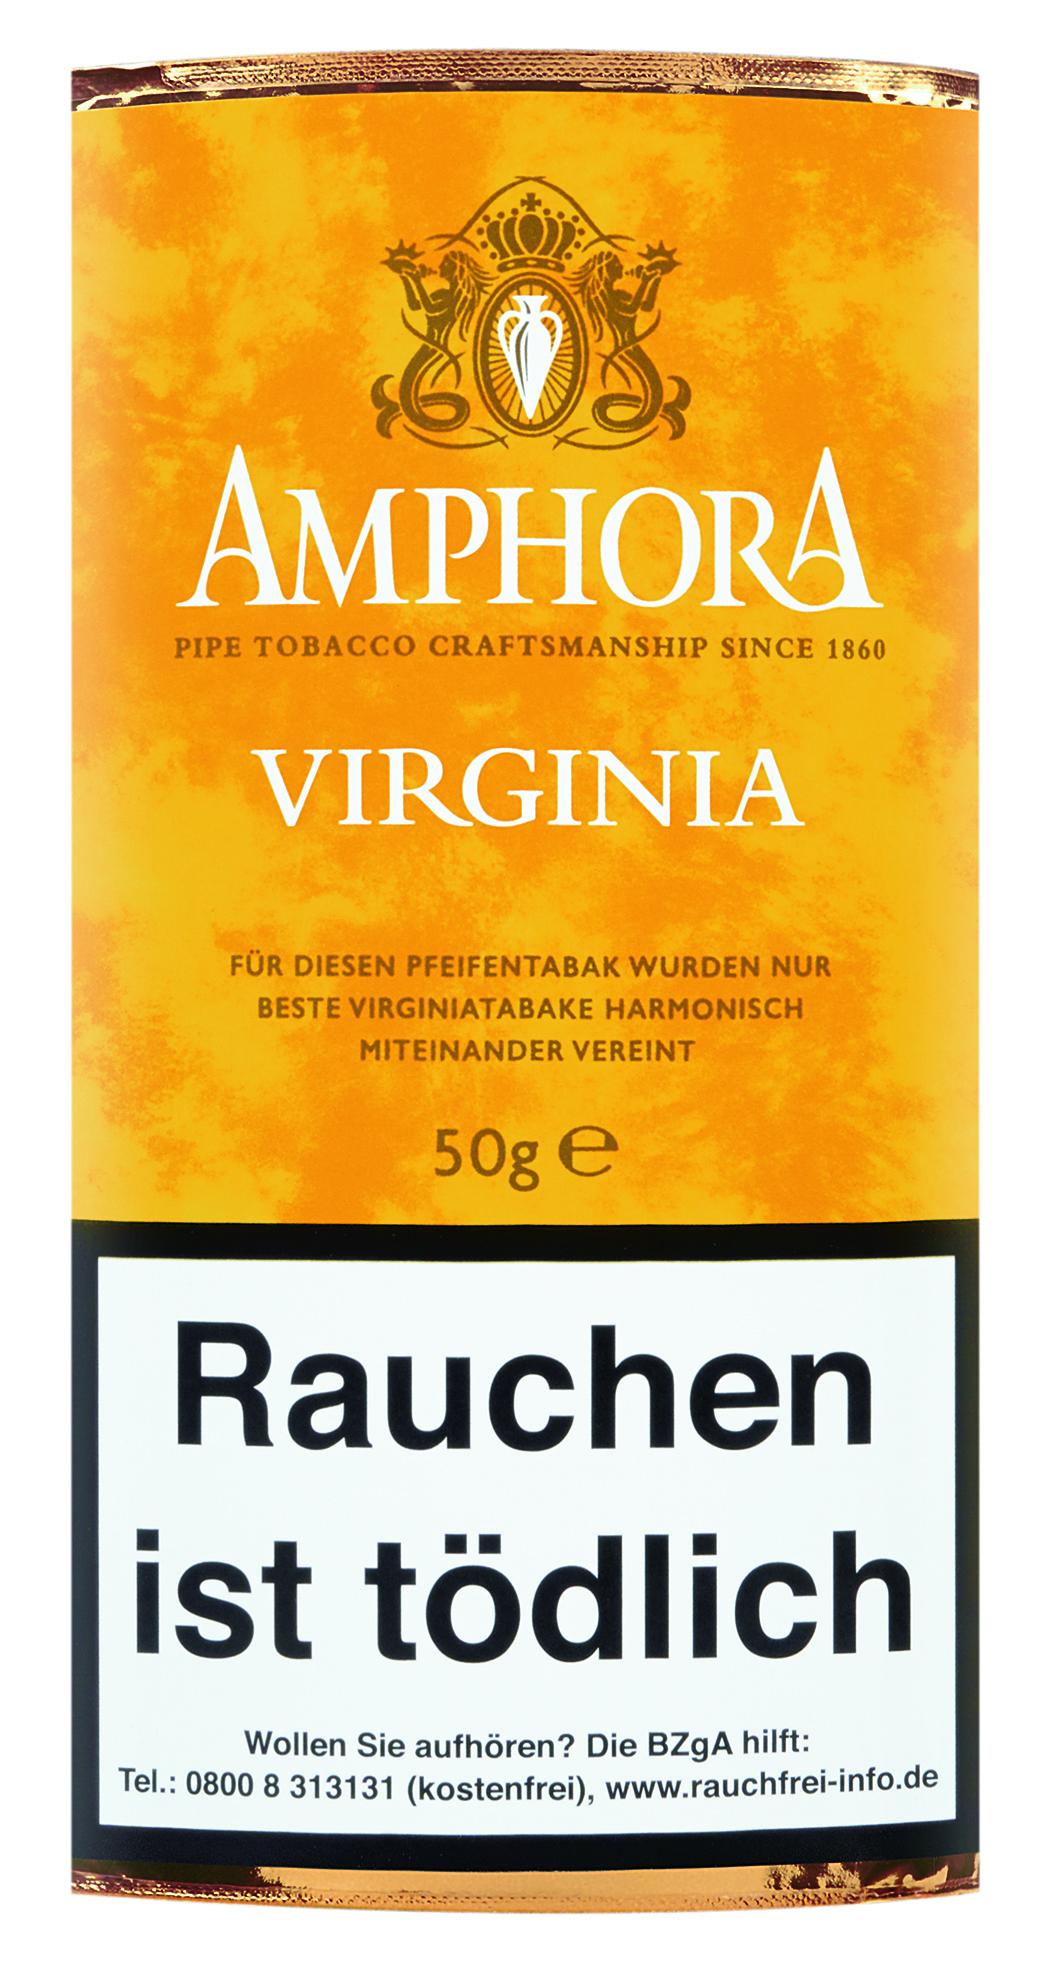 AMPHORA
PIPE TOBACCO CRAFTSMANSHIP SINCE 1860
VIRGINIA
FÜR DIESEN PFEIFENTABAK WURDEN NUR
BESTE VIRGINIATABAKE HARMONISCH
MITEINANDER VEREINT
50g ℮
Rauchen
ist tödlich
Wollen Sie aufhören? Die BZgA hilft:
Tel.: 0800 8 313131 (kostenfrei), www.rauchfrei-info.de